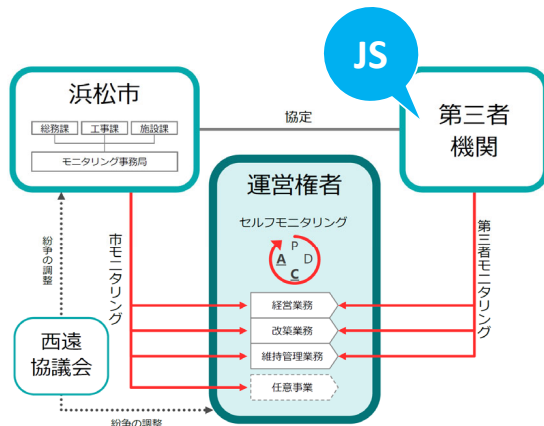 JS
浜松市
総務課 工事課 施設課
モニタリング事務局
協定
第三者
機関
運営権者
セルフモニタリング
P
D
C
A
経営業務
改築業務
維持管理業務
任意事業
市モニタリング
第三者モニタリング
紛争の調整
西遠
協議会
紛争の調整